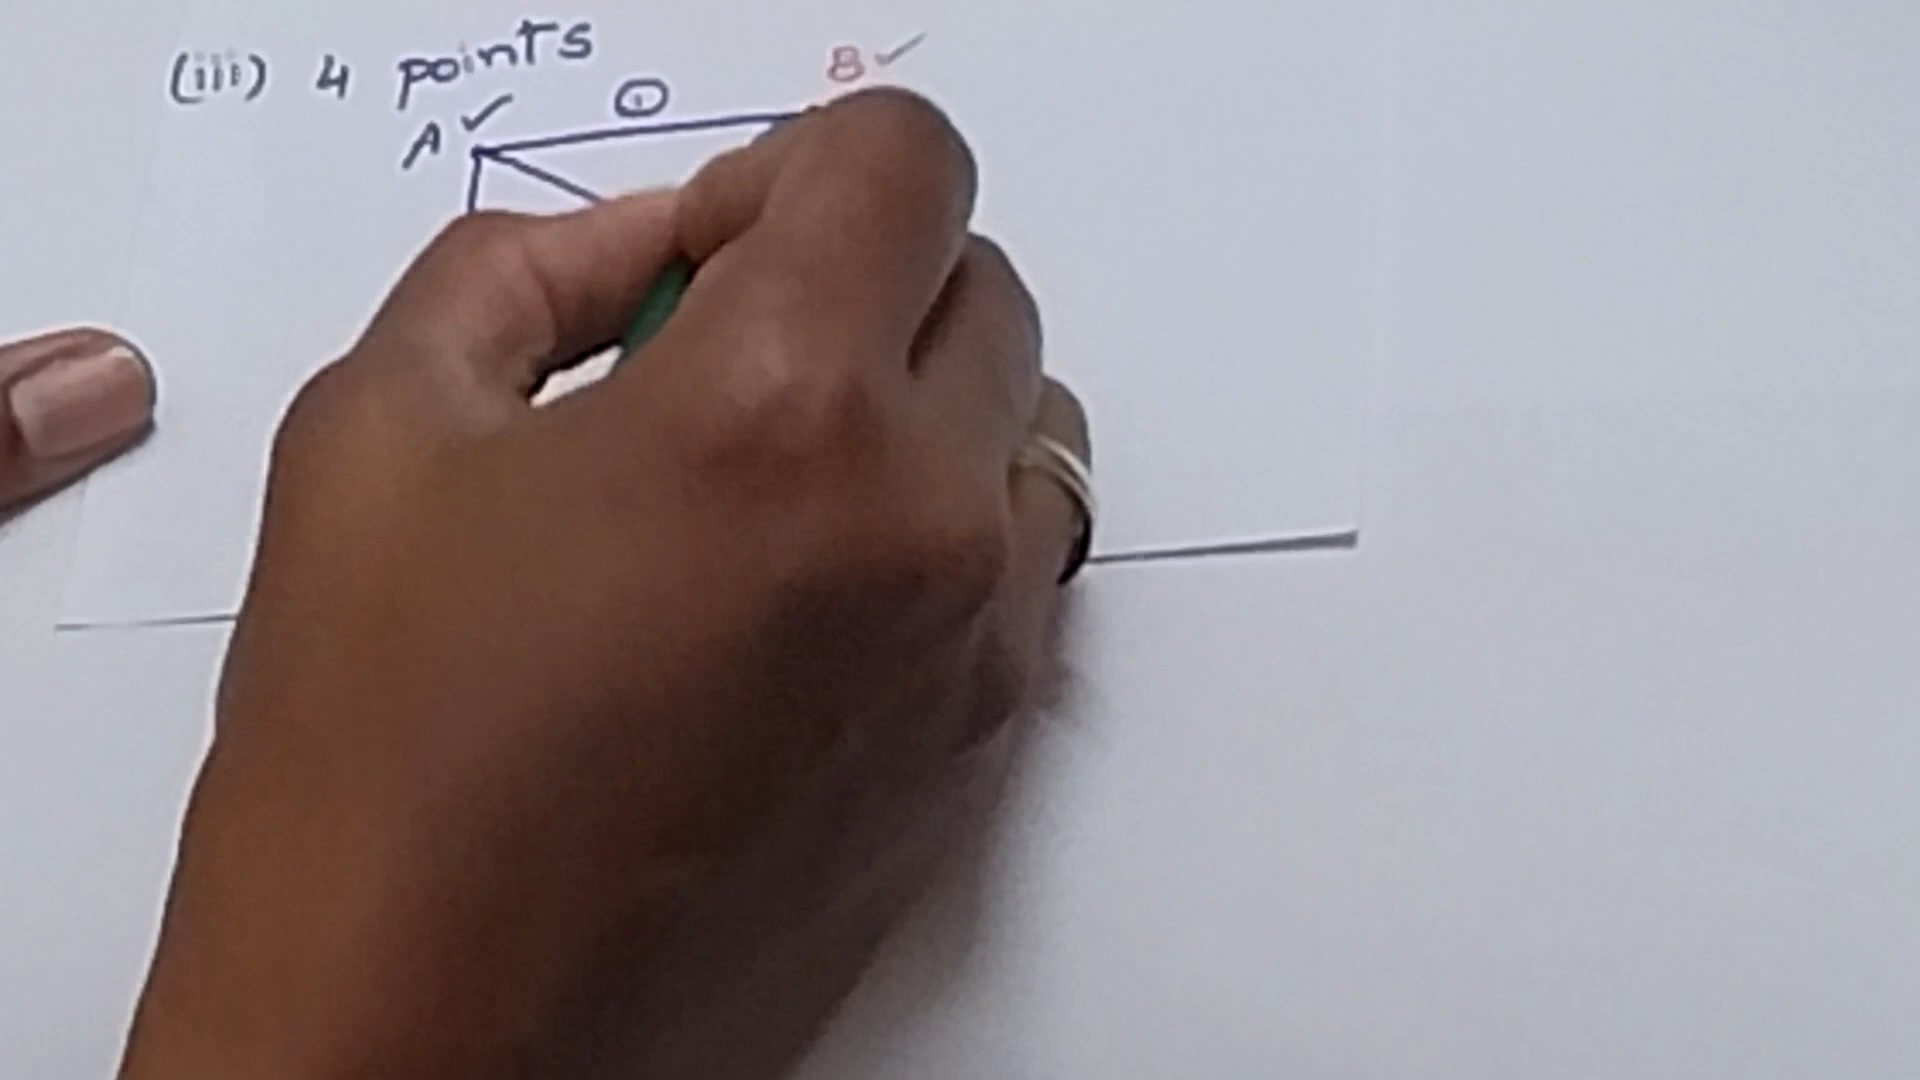 (iii) 4 points
B ✓
①
A ✓